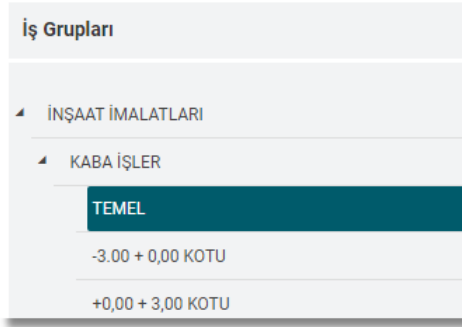 İş Grupları
İNŞAAT İMALATLARI
KABA İŞLER
TEMEL
-3.00 + 0,00 KOTU
+0,00 + 3,00 KOTU